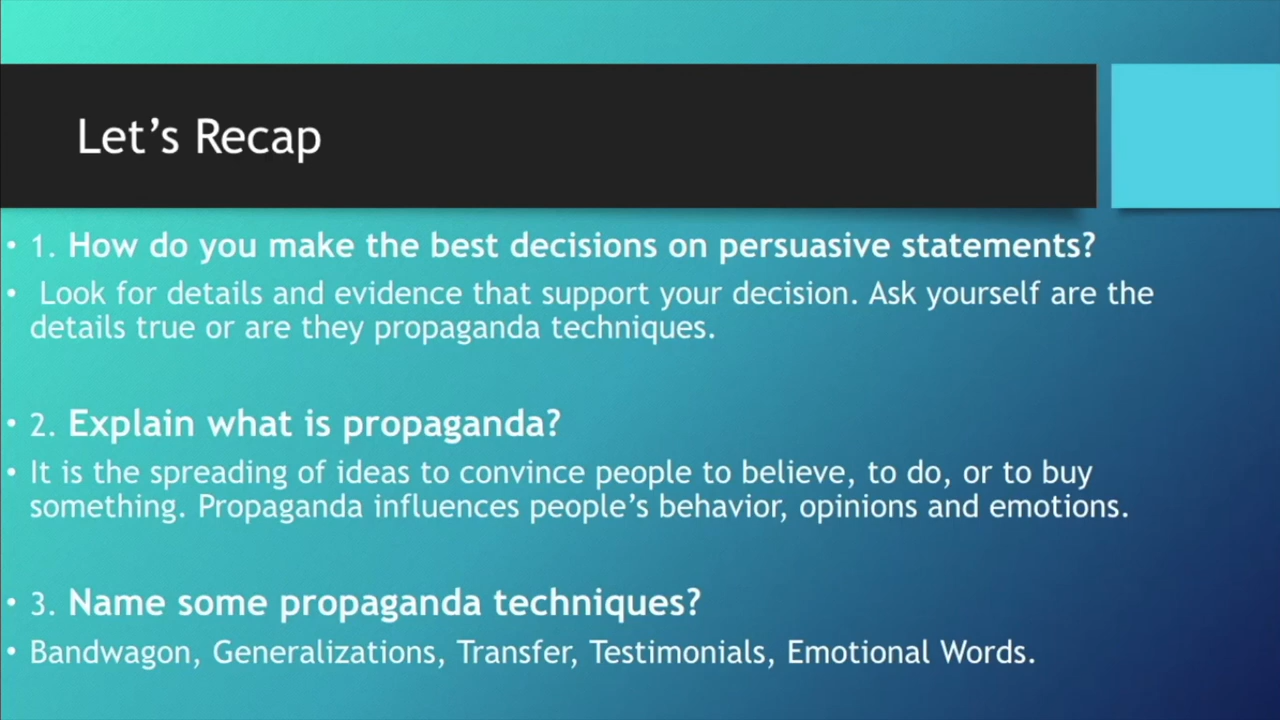 Let’s Recap
• 1. How do you make the best decisions on persuasive statements?
• Look for details and evidence that support your decision. Ask yourself are the
details true or are they propaganda techniques.
• 2. Explain what is propaganda?
• It is the spreading of ideas to convince people to believe, to do, or to buy
something. Propaganda influences people’s behavior, opinions and emotions.
• 3. Name some propaganda techniques?
• Bandwagon, Generalizations, Transfer, Testimonials, Emotional Words.